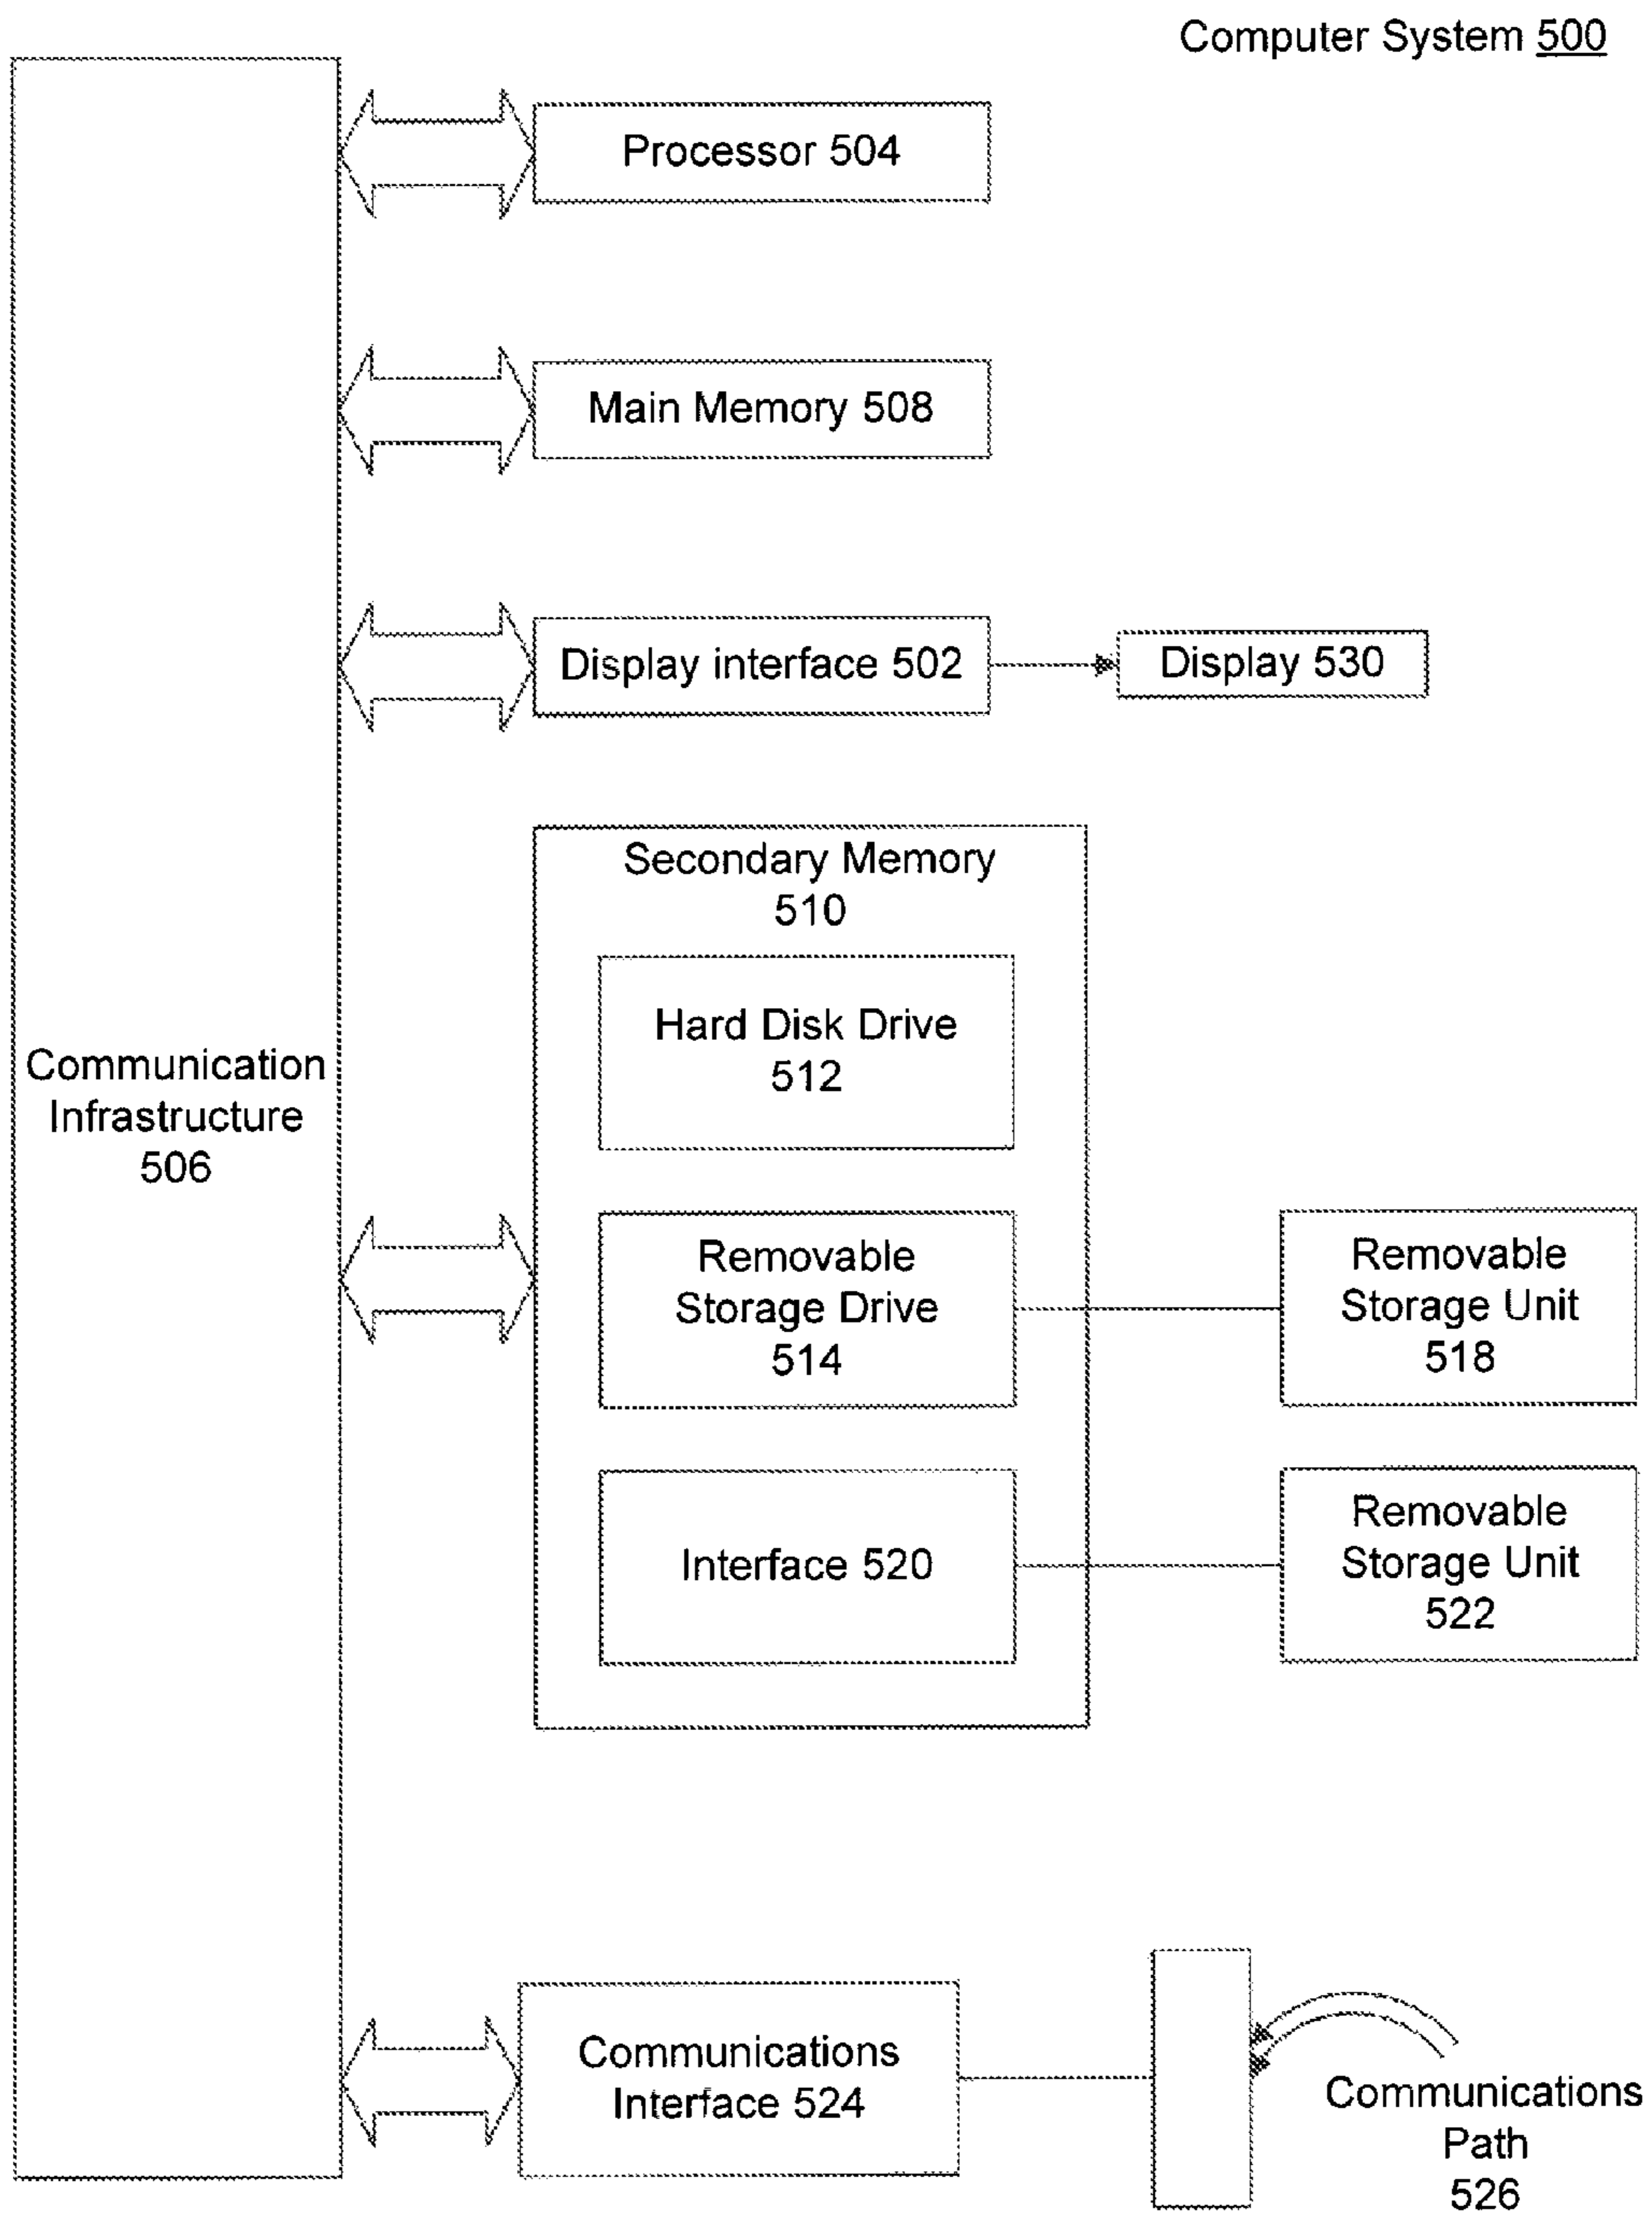 Computer System 500
Processor 504
Main Memory 508
Display interface 502
Display 530
Secondary Memory
510
Hard Disk Drive
512
Communication
Infrastructure
506
Removable
Storage Drive
514
Removable
Storage Unit
518
Interface 520
Removable
Storage Unit
522
Communications
Interface 524
Communications
Path
526